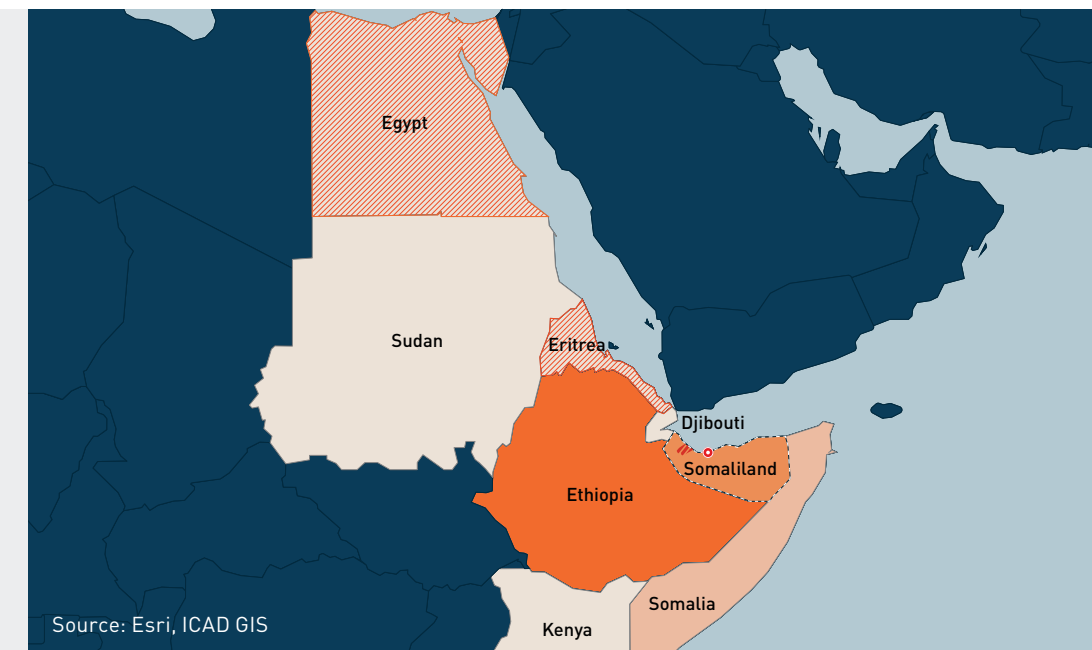 Egypt
Sudan
Eritrea
Djibouti
Somaliland
Ethiopia
Somalia
Kenya
Source: Esri, ICAD GIS